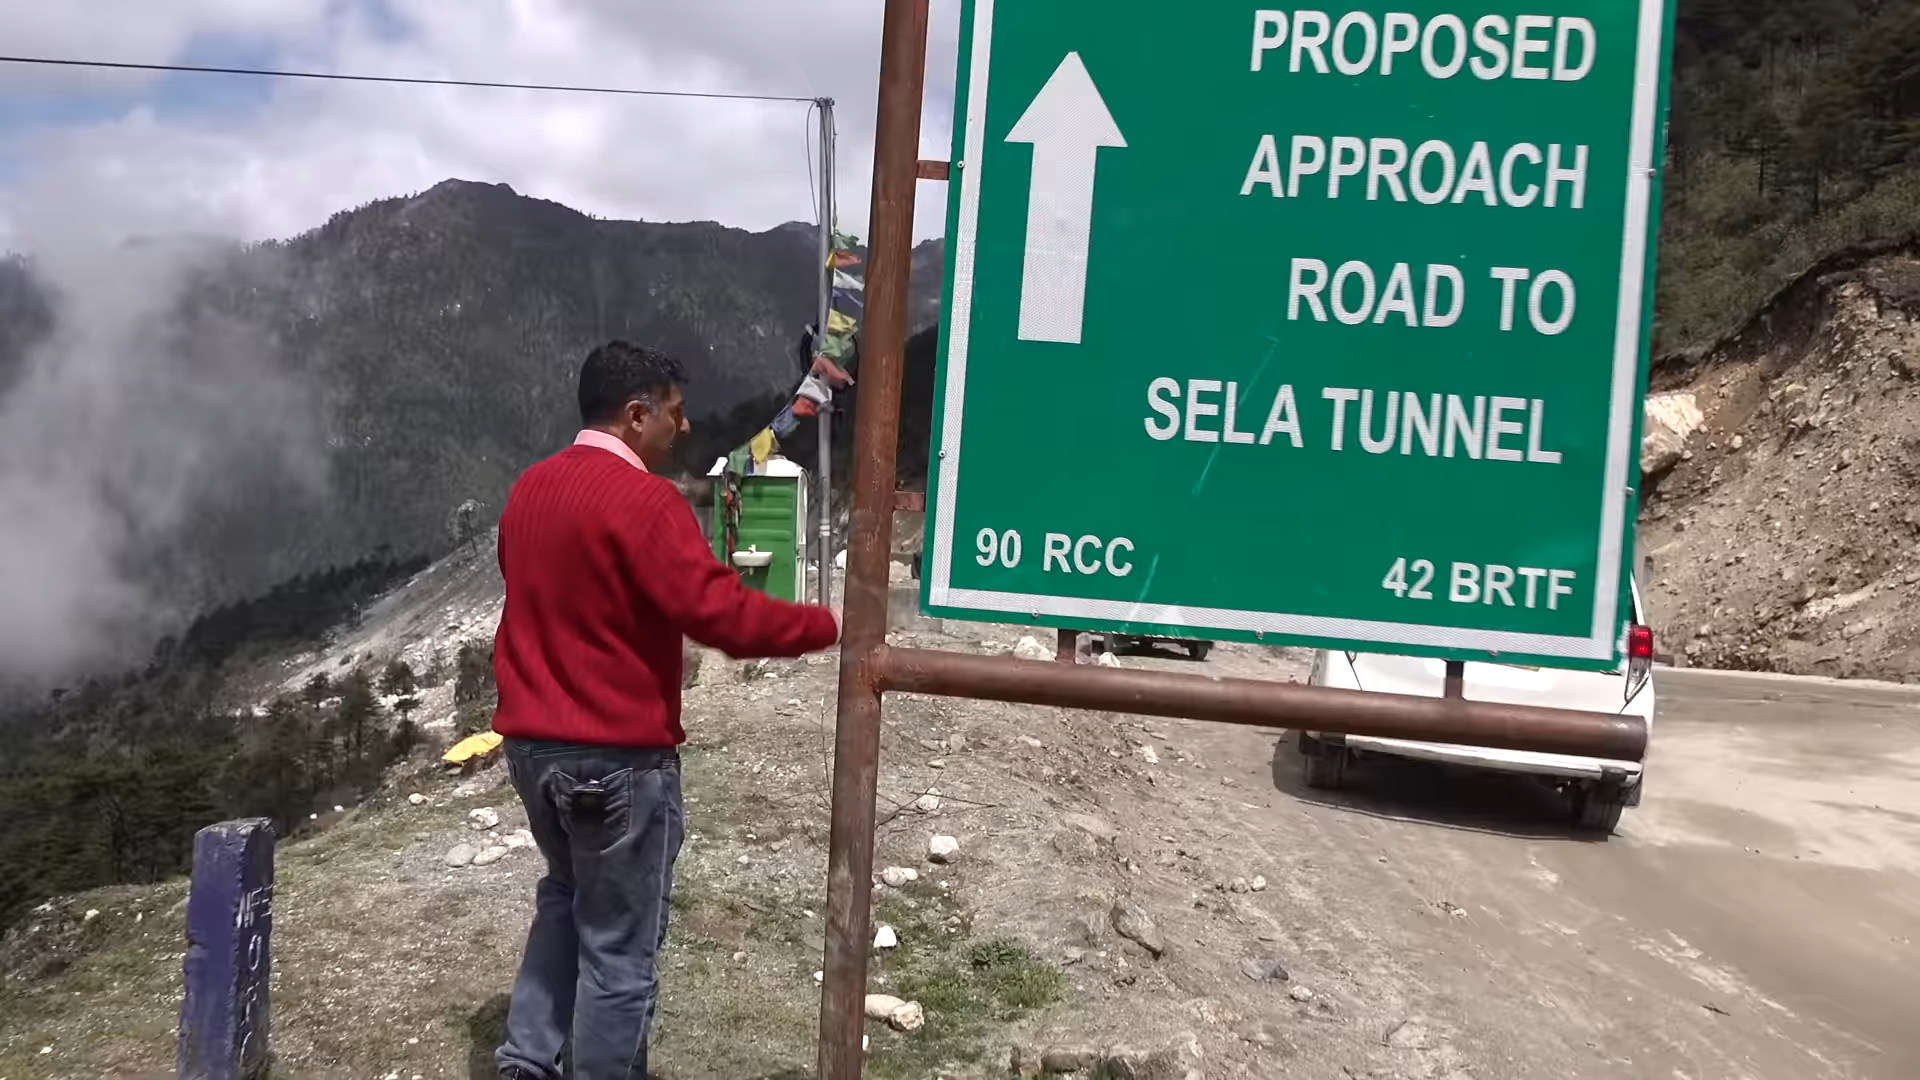 PROPOSED
APPROACH
ROAD TO
SELA TUNNEL
90 RCC
42 BRTF